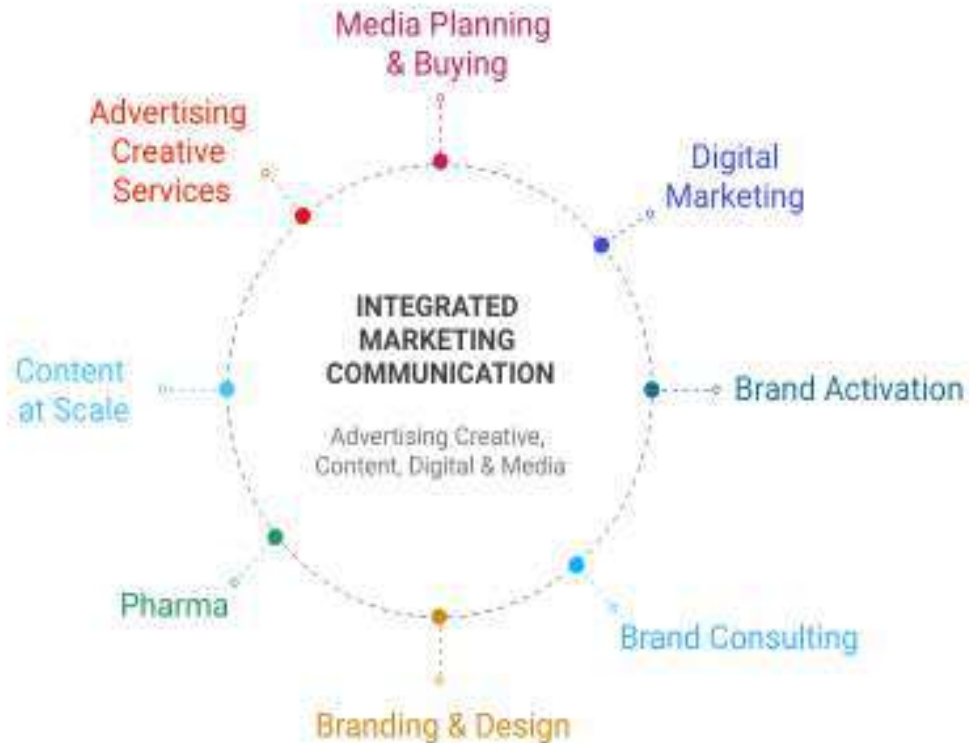 Media Planning
& Buying
Advertising
Creative
Services
Digital
Marketing
INTEGRATED
MARKETING
COMMUNICATION
Advertising Creative,
Content, Digital & Media
Content
at Scale
Brand Activation
Pharma
Brand Consulting
Branding & Design